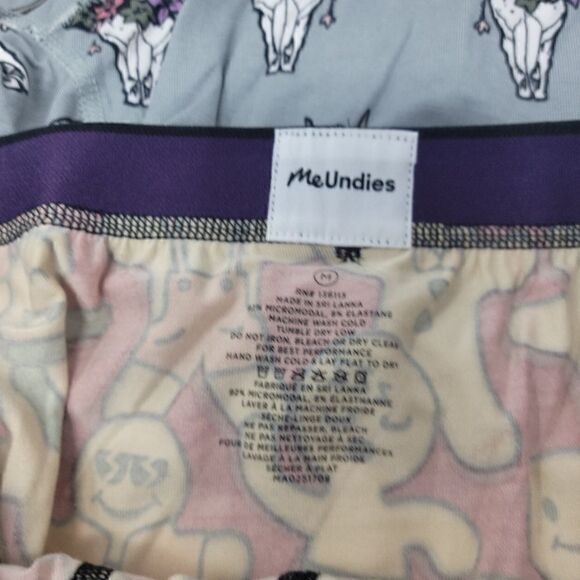 MeUndies
M
RN# 138113
MADE IN SRI LANKA
92% MICROMODAL, 8% ELASTANE
MACHINE WASH COLD
TUMBLE DRY LOW
DO NOT IRON, BLEACH OR DRY CLEAN
FOR BEST PERFORMANCE
HAND WASH COLD & LAY FLAT TO DRY
FABRIQUÉ EN SRI LANKA
MICROMODAL, 8% ÉLASTHANNE
LAVER À LA MACHINE FROIDE
SÈCHE-LINGE DOUX
NE PAS REPASSER, BLEACH
NE PAS NETTOYAGE À SEC
POUR DE MEILLEURES PERFORMANCES
LAVAGE À LA MAIN FROIDE
SÉCHER À PLAT
MA0251708